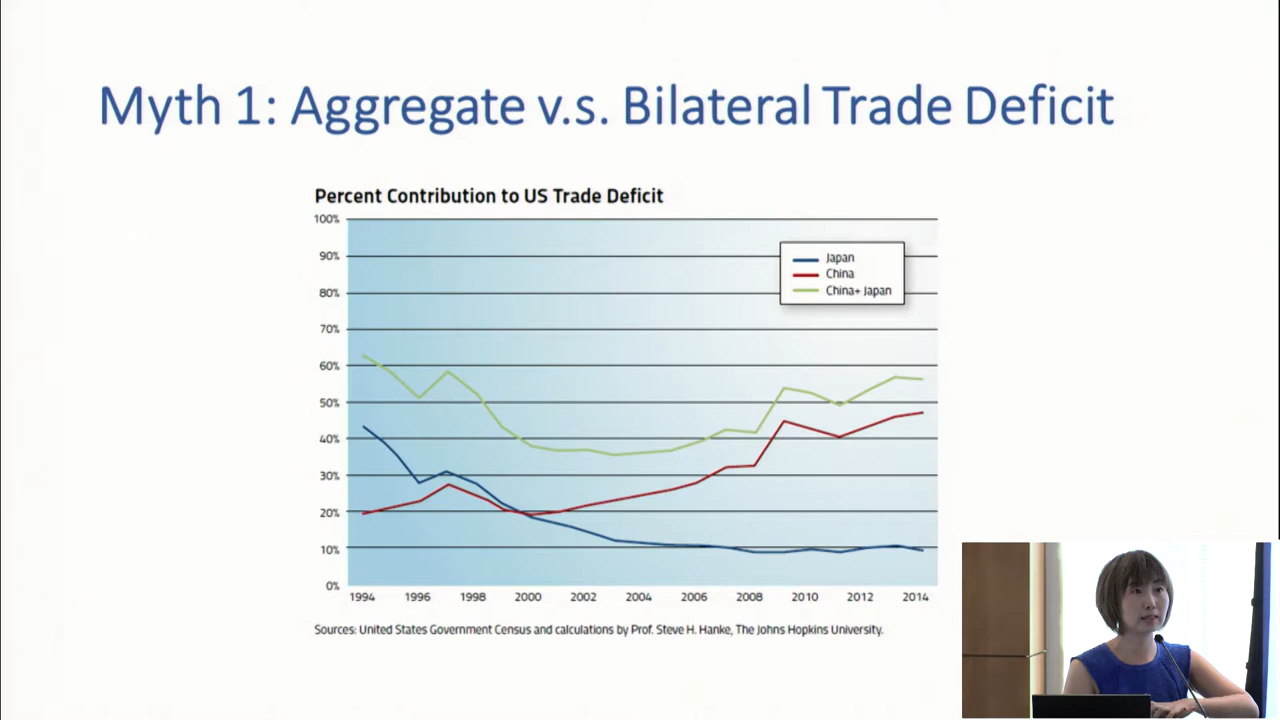 Myth 1: Aggregate v.s. Bilateral Trade Deficit
Percent Contribution to US Trade Deficit
100%
90%
80%
70%
60%
50%
40%
30%
20%
10%
0%
Japan
China
China+ Japan
1994 1996 1998 2000 2002 2004 2006 2008 2010 2012 2014
Sources: United States Government Census and calculations by Prof. Steve H. Hanke, The Johns Hopkins University.